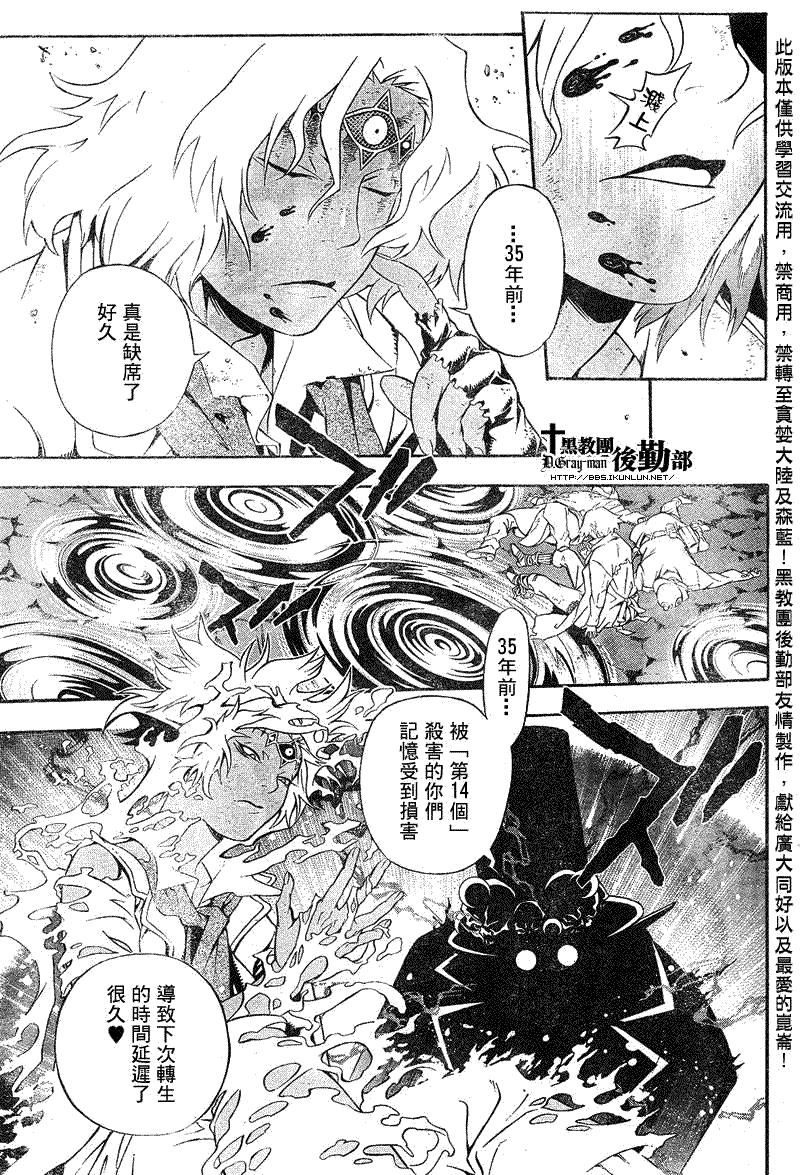 濺上
…35
年前…
真是缺席了
好久
黑教團
D.Gray-man 後勤部
HTTP://BBS.IKUNLUN.NET/
35
年前…
被「第14個」
殺害的你們
記憶受到損害
導致下次轉生
的時間延遲了
很久♥
此版本僅供學習交流用，禁商用，禁轉至貪婪大陸及森藍！黑教團後勤部友情製作，獻給廣大同好以及最愛的崑崙！